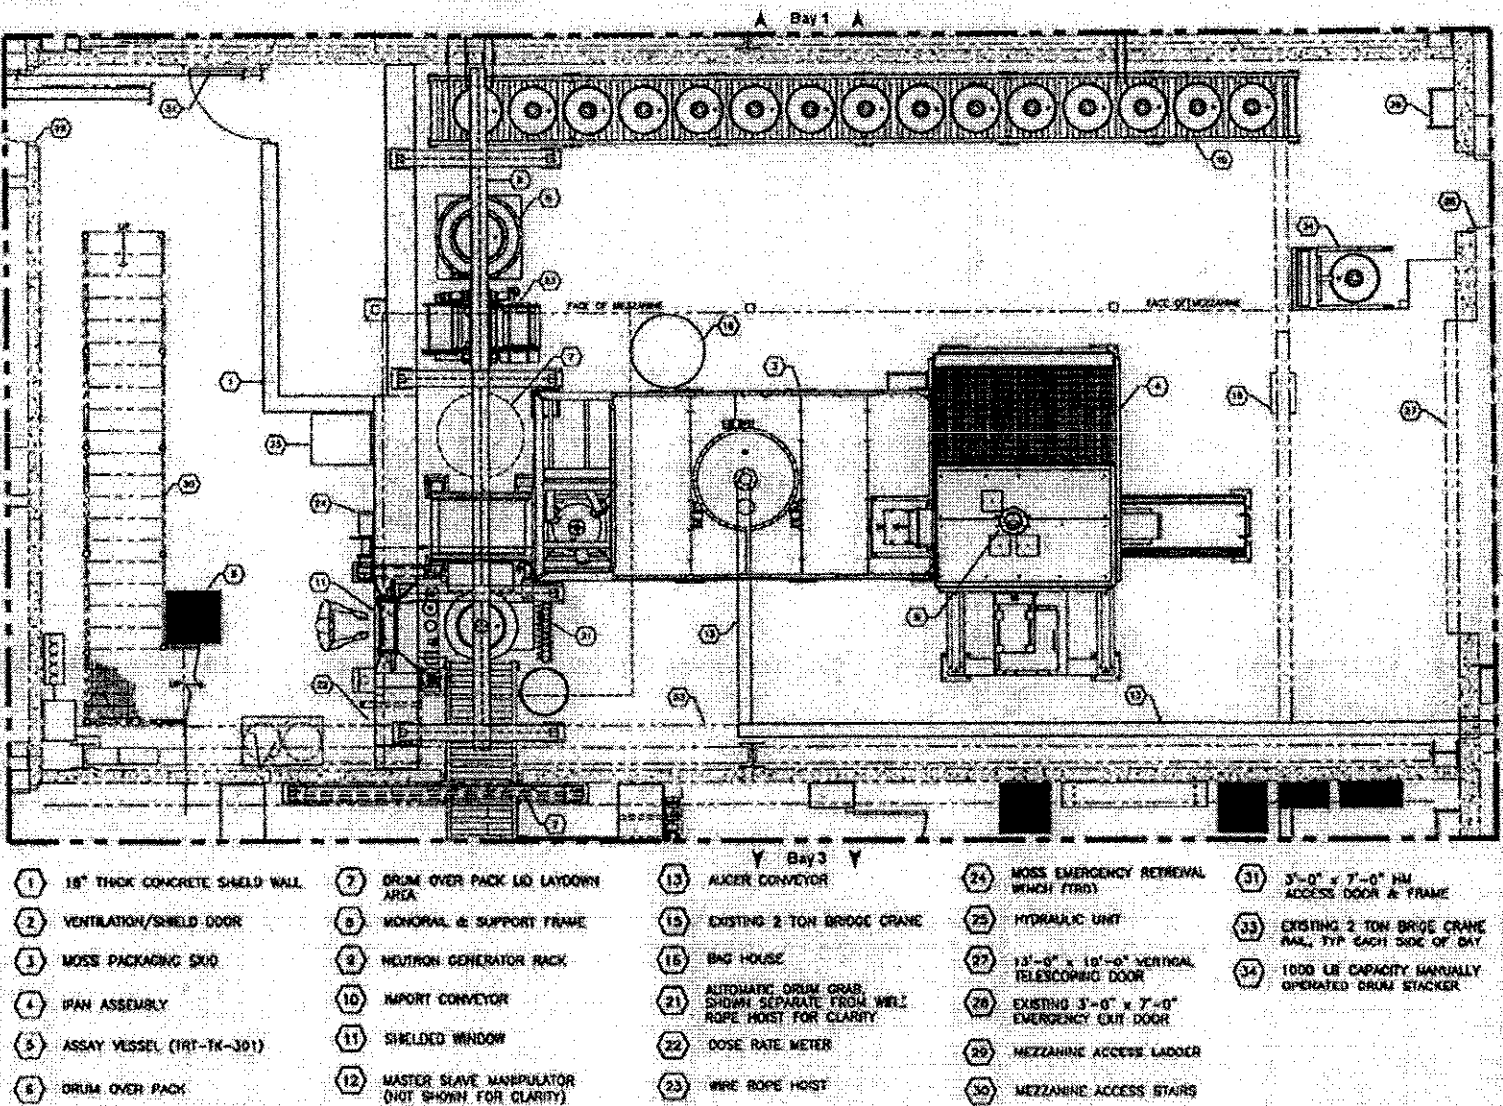 Bay 1
FACE OF MEZZANINE
FACE OF MEZZANINE
UP
Bay 3
1 18" THICK CONCRETE SHIELD WALL
2 VENTILATION/SHIELD DOOR
3 MOSS PACKAGING SKID
4 IPAN ASSEMBLY
5 ASSAY VESSEL (TRT-TK-301)
6 DRUM OVER PACK
7 DRUM OVER PACK LID LAYDOWN
AREA
8 MONORAIL & SUPPORT FRAME
9 NEUTRON GENERATOR RACK
10 IMPORT CONVEYOR
11 SHIELDED WINDOW
12 MASTER SLAVE MANIPULATOR
(NOT SHOWN FOR CLARITY)
13 AUGER CONVEYOR
15 EXISTING 2 TON BRIDGE CRANE
16 BAG HOUSE
21 AUTOMATIC DRUM GRAB,
SHOWN SEPARATE FROM WIRE
ROPE HOIST FOR CLARITY
22 DOSE RATE METER
23 WIRE ROPE HOIST
24 MOSS EMERGENCY RETRIEVAL
WINCH
25 HYDRAULIC UNIT
27 13'-0" x 10'-0" VERTICAL
TELESCOPING DOOR
28 EXISTING 3'-0" x 7'-0"
EMERGENCY EXIT DOOR
29 MEZZANINE ACCESS LADDER
30 MEZZANINE ACCESS STAIRS
31 3'-0" x 7'-0" HM
ACCESS DOOR & FRAME
33 EXISTING 2 TON BRIGE CRANE
RAIL, TYP EACH SIDE OF BAY
34 1000 LB CAPACITY MANUALLY
OPERATED DRUM STACKER